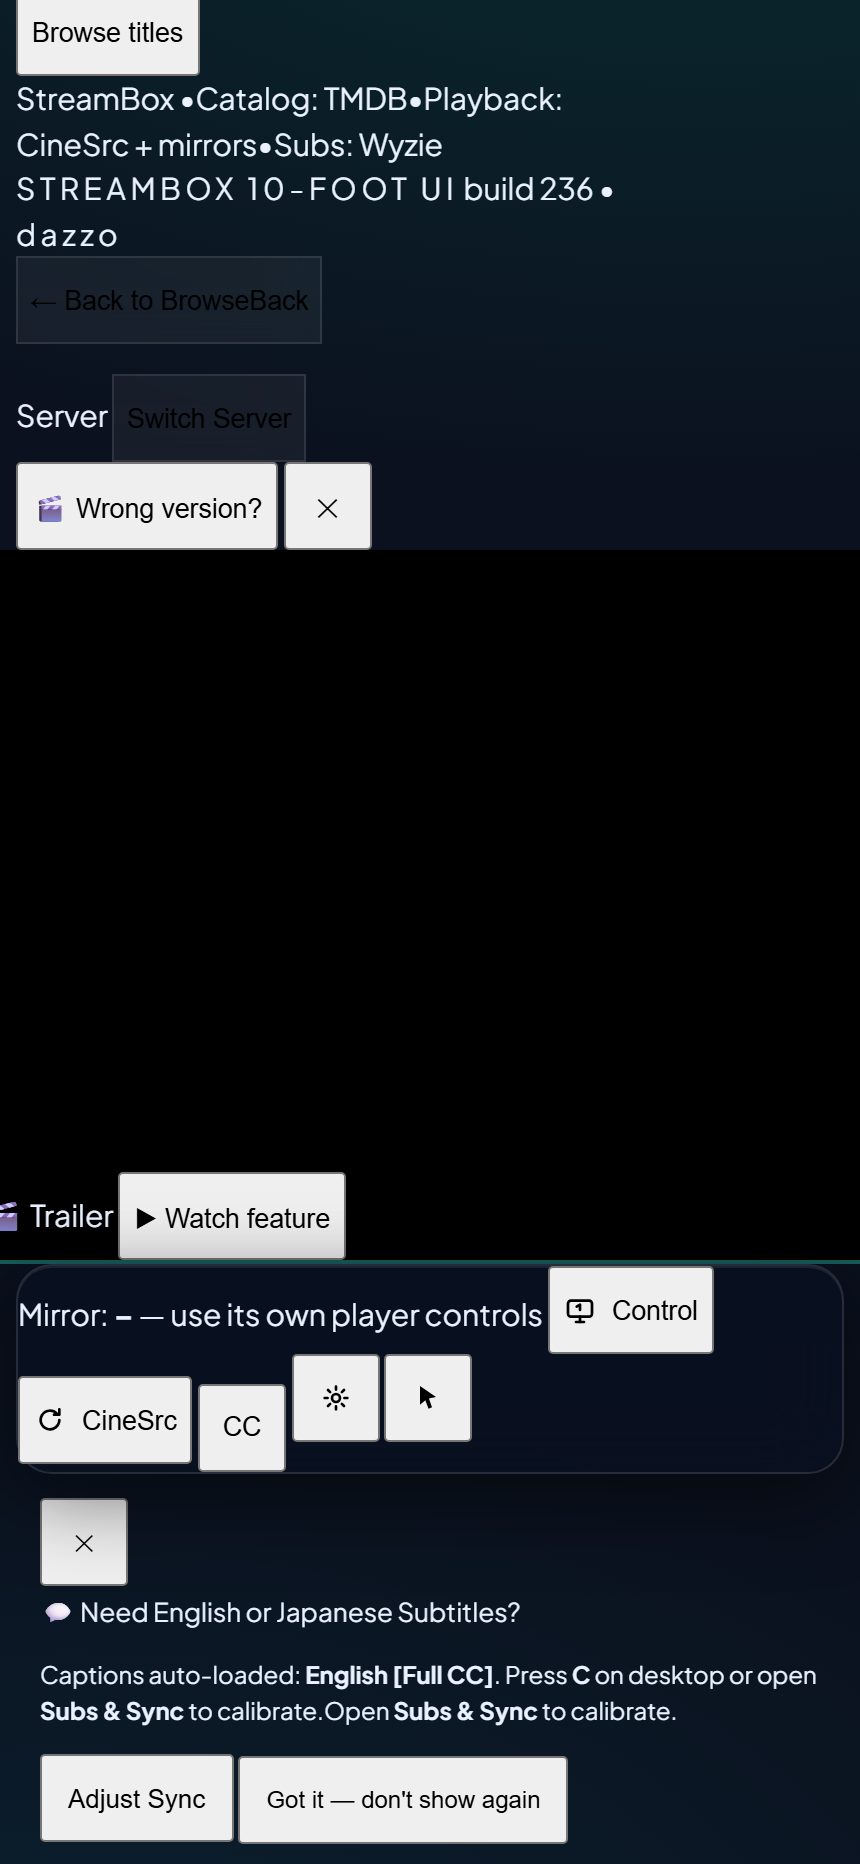 Browse titles
StreamBox •Catalog: TMDB•Playback:
CineSrc + mirrors•Subs: Wyzie
STREAMBOX 10-FOOT UI build 236 •
dazzo
← Back to BrowseBack
Server Switch Server
Wrong version? ×
Trailer ▶ Watch feature
Mirror: – — use its own player controls 1 Control
CineSrc CC
×
Need English or Japanese Subtitles?
Captions auto-loaded: English [Full CC]. Press C on desktop or open
Subs & Sync to calibrate.Open Subs & Sync to calibrate.
Adjust Sync Got it — don't show again